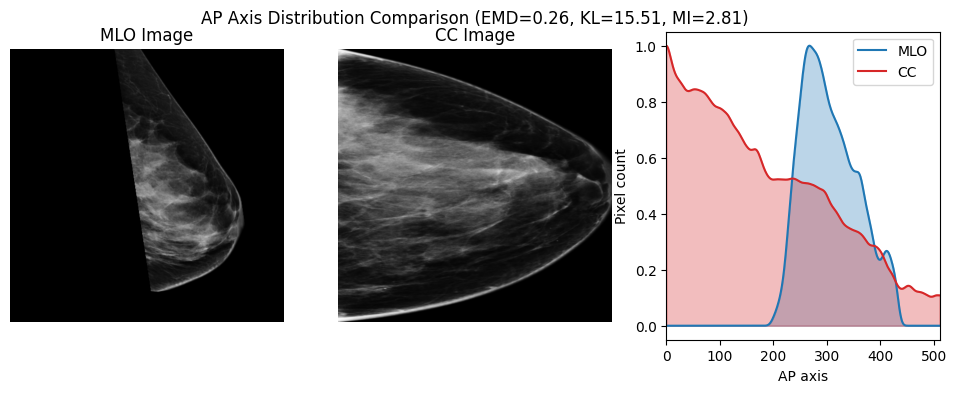 AP Axis Distribution Comparison (EMD=0.26, KL=15.51, MI=2.81)
MLO Image
CC Image
MLO
CC
1.0
0.8
0.6
0.4
0.2
0.0
Pixel count
0 100 200 300 400 500
AP axis